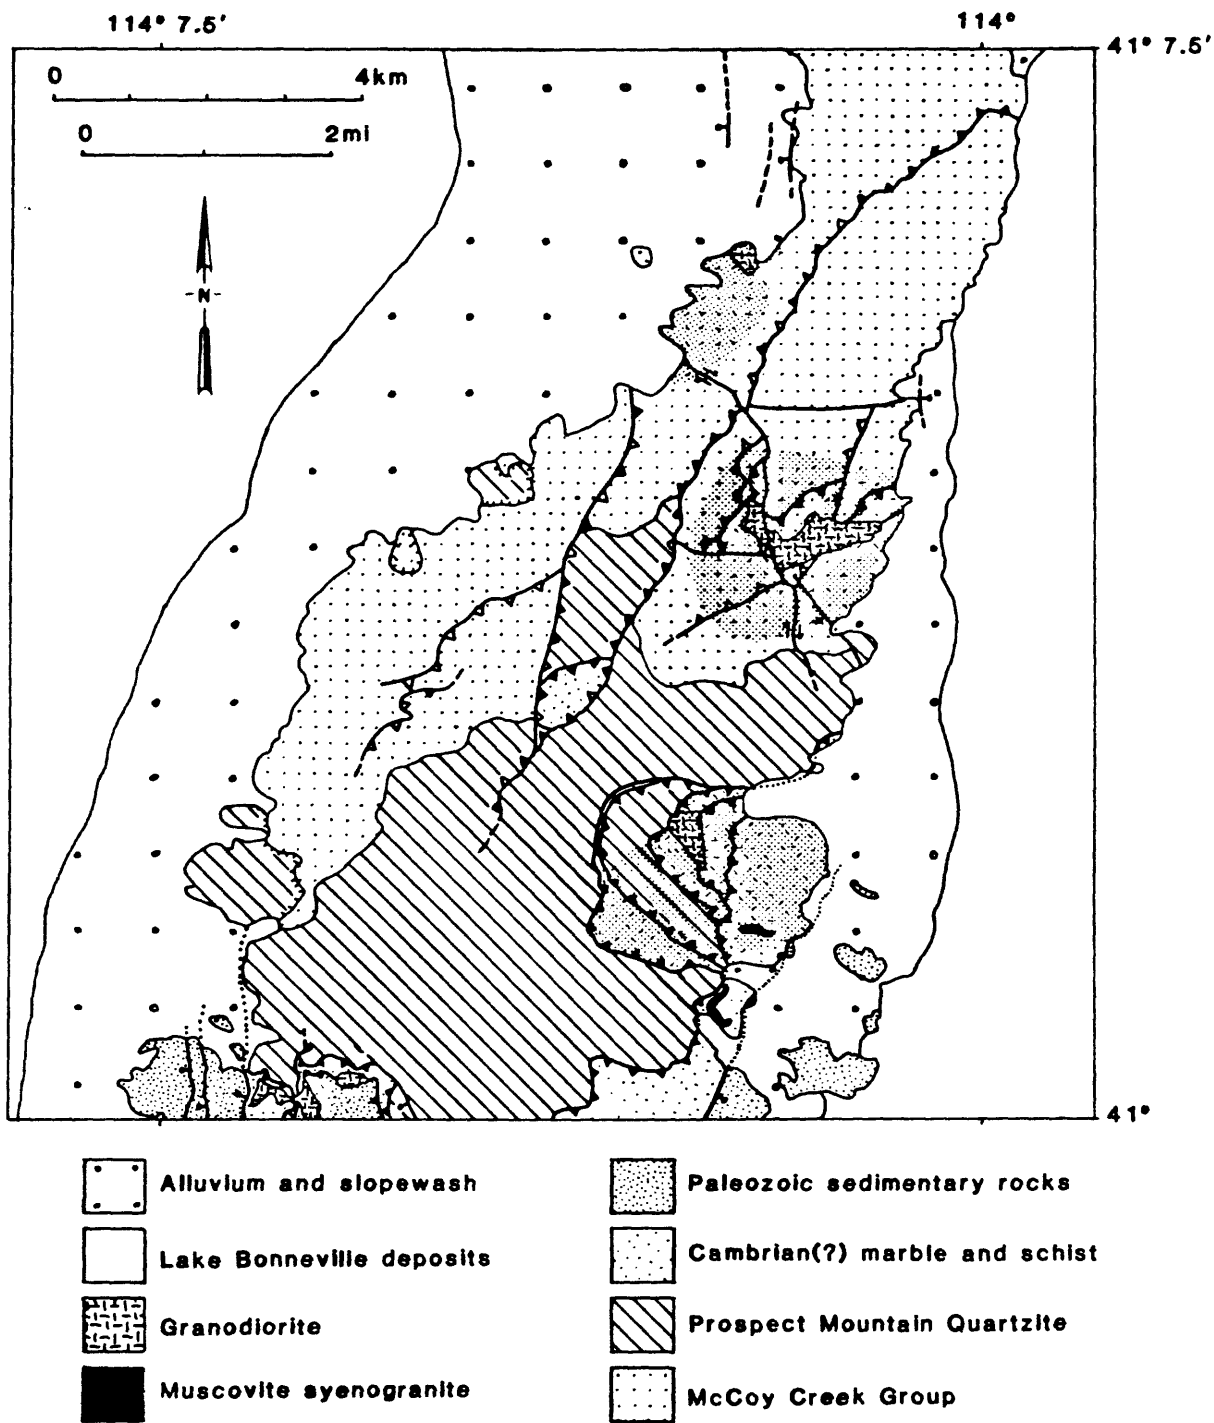 114° 7.5'
114°
41° 7.5'
0 4km
0 2mi
-N-
41°
Alluvium and slopewash
Lake Bonneville deposits
Granodiorite
Muscovite syenogranite
Paleozoic sedimentary rocks
Cambrian(?) marble and schist
Prospect Mountain Quartzite
McCoy Creek Group